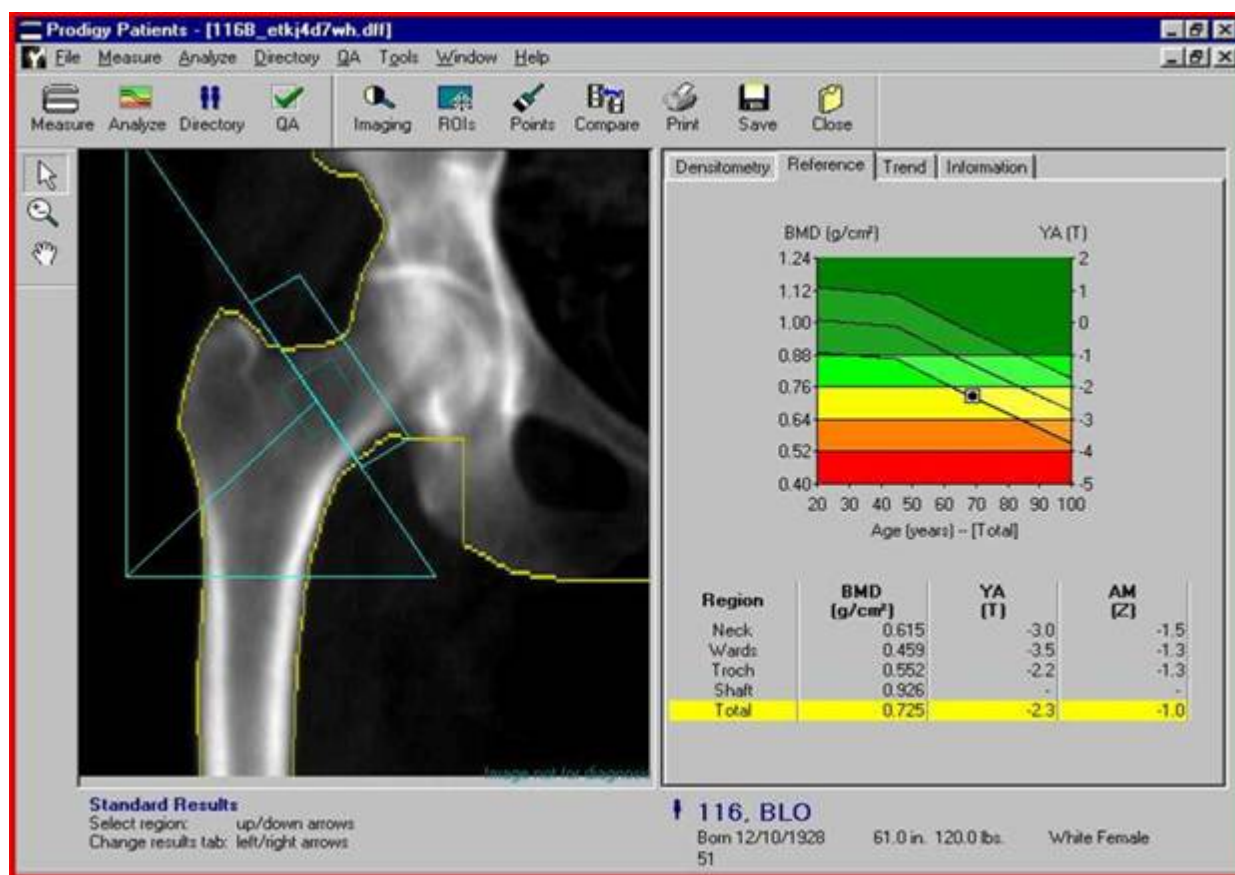 Prodigy Patients - [116B_etkj4d7wh.dff]
File Measure Analyze Directory QA Tools Window Help
Measure Analyze Directory QA Imaging ROIs Points Compare Print Save Close
Densitometry Reference Trend Information
BMD (g/cm²) YA (T)
1.24 2
1.12 1
1.00 0
0.88 -1
0.76 -2
0.64 -3
0.52 -4
0.40 -5
20 30 40 50 60 70 80 90 100
Age (years) -- [Total]
Region BMD (g/cm²) YA (T) AM (Z)
Neck 0.615 -3.0 -1.5
Wards 0.459 -3.5 -1.3
Troch 0.552 -2.2 -1.3
Shaft 0.926 - -
Total 0.725 -2.3 -1.0
Image not for diagnosis
Standard Results
Select region: up/down arrows
Change results tab: left/right arrows
116, BLO
Born 12/10/1928 61.0 in. 120.0 lbs. White Female
51